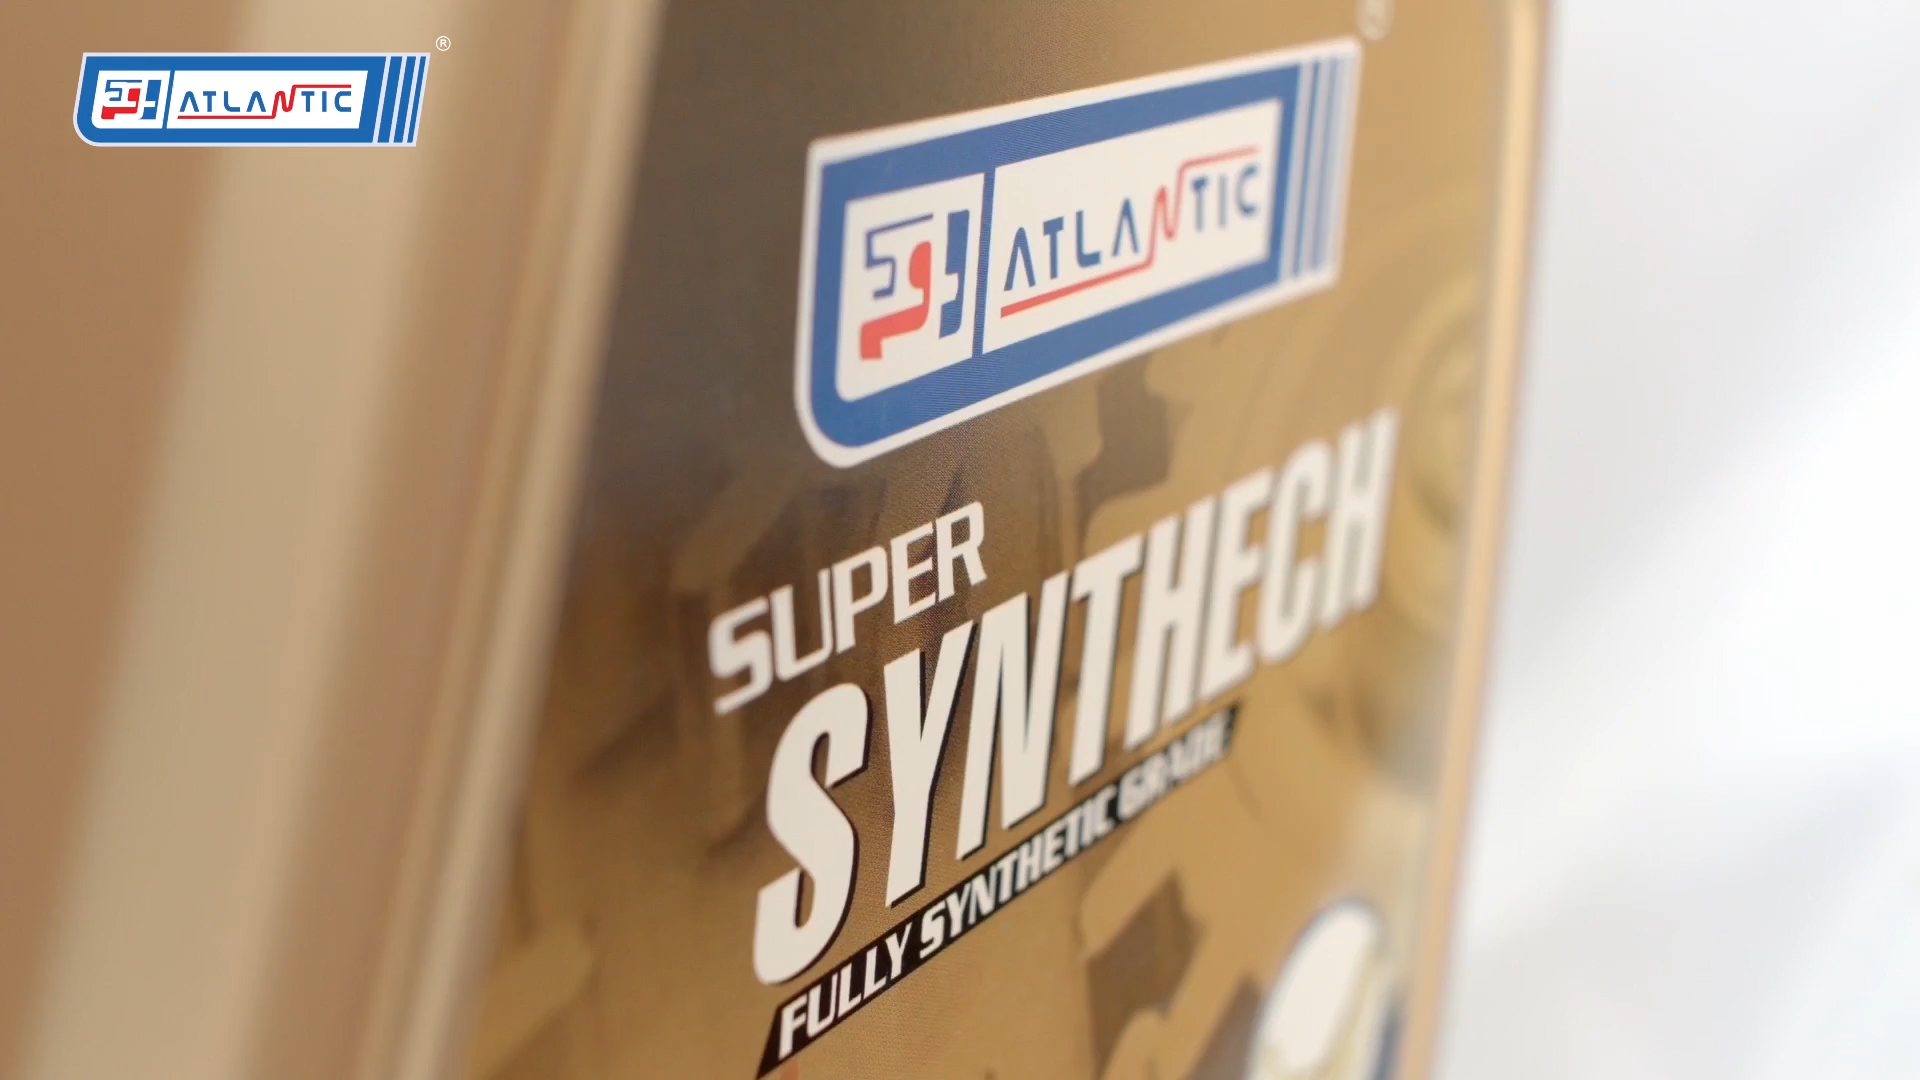 ATLANTIC ®
ATLANTIC
SUPER
SYNTHECH
FULLY SYNTHETIC GRADE